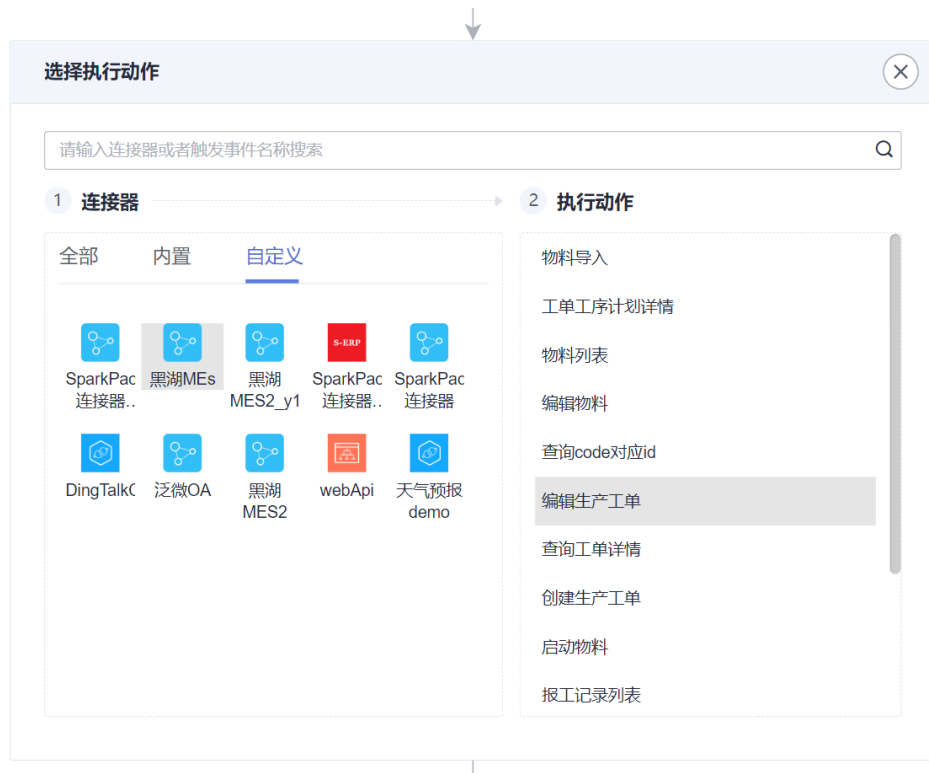 选择执行动作
请输入连接器或者触发事件名称搜索
1 连接器
2 执行动作
全部 内置 自定义
SparkPac
连接器..
黑湖MEs
黑湖
MES2_y1
S-ERP
SparkPac
连接器..
SparkPac
连接器
DingTalkC
泛微OA
黑湖
MES2
webApi
天气预报
demo
物料导入
工单工序计划详情
物料列表
编辑物料
查询code对应id
编辑生产工单
查询工单详情
创建生产工单
启动物料
报工记录列表